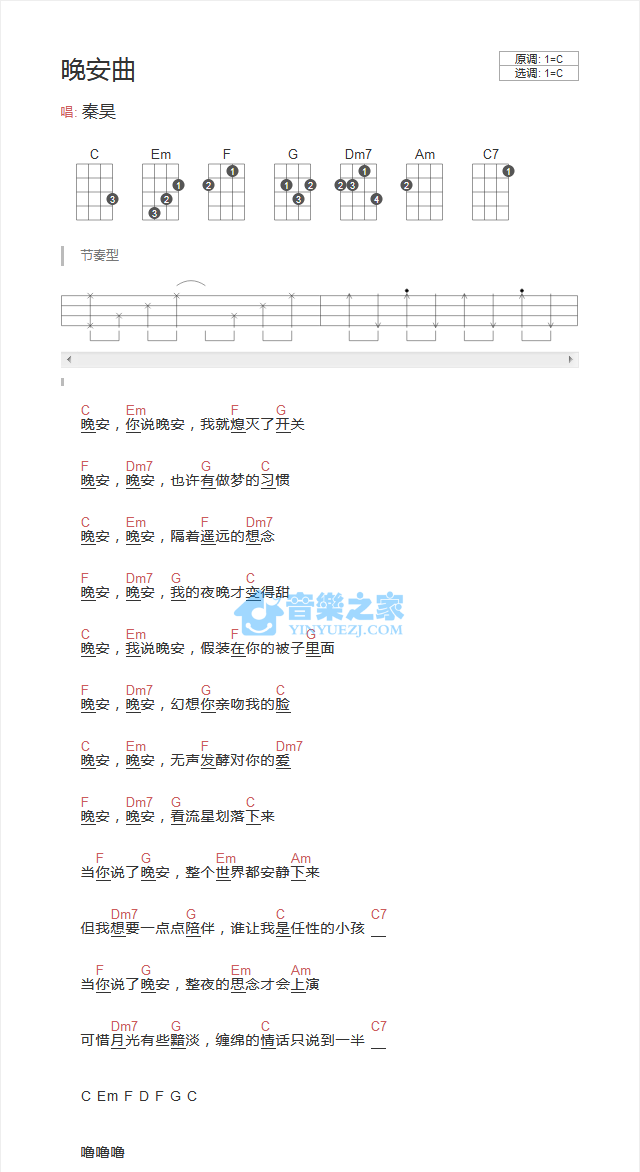 晚安曲
原调: 1=C
选调: 1=C
唱: 秦昊
C Em F G Dm7 Am C7
3 1 2 3 2 1 1 2 3 2 3 1 4 2 1
节奏型
C Em F G
晚安，你说晚安，我就熄灭了开关
F Dm7 G C
晚安，晚安，也许有做梦的习惯
C Em F Dm7
晚安，晚安，隔着遥远的想念
F Dm7 G C
晚安，晚安，我的夜晚才变得甜
音樂之家
YINYUEZJ.COM
C Em F G
晚安，我说晚安，假装在你的被子里面
F Dm7 G C
晚安，晚安，幻想你亲吻我的脸
C Em F Dm7
晚安，晚安，无声发酵对你的爱
F Dm7 G C
晚安，晚安，看流星划落下来
F G Em Am
当你说了晚安，整个世界都安静下来
Dm7 G C C7
但我想要一点点陪伴，谁让我是任性的小孩
F G Em Am
当你说了晚安，整夜的思念才会上演
Dm7 G C C7
可惜月光有些黯淡，缠绵的情话只说到一半
C Em F D F G C
噜噜噜